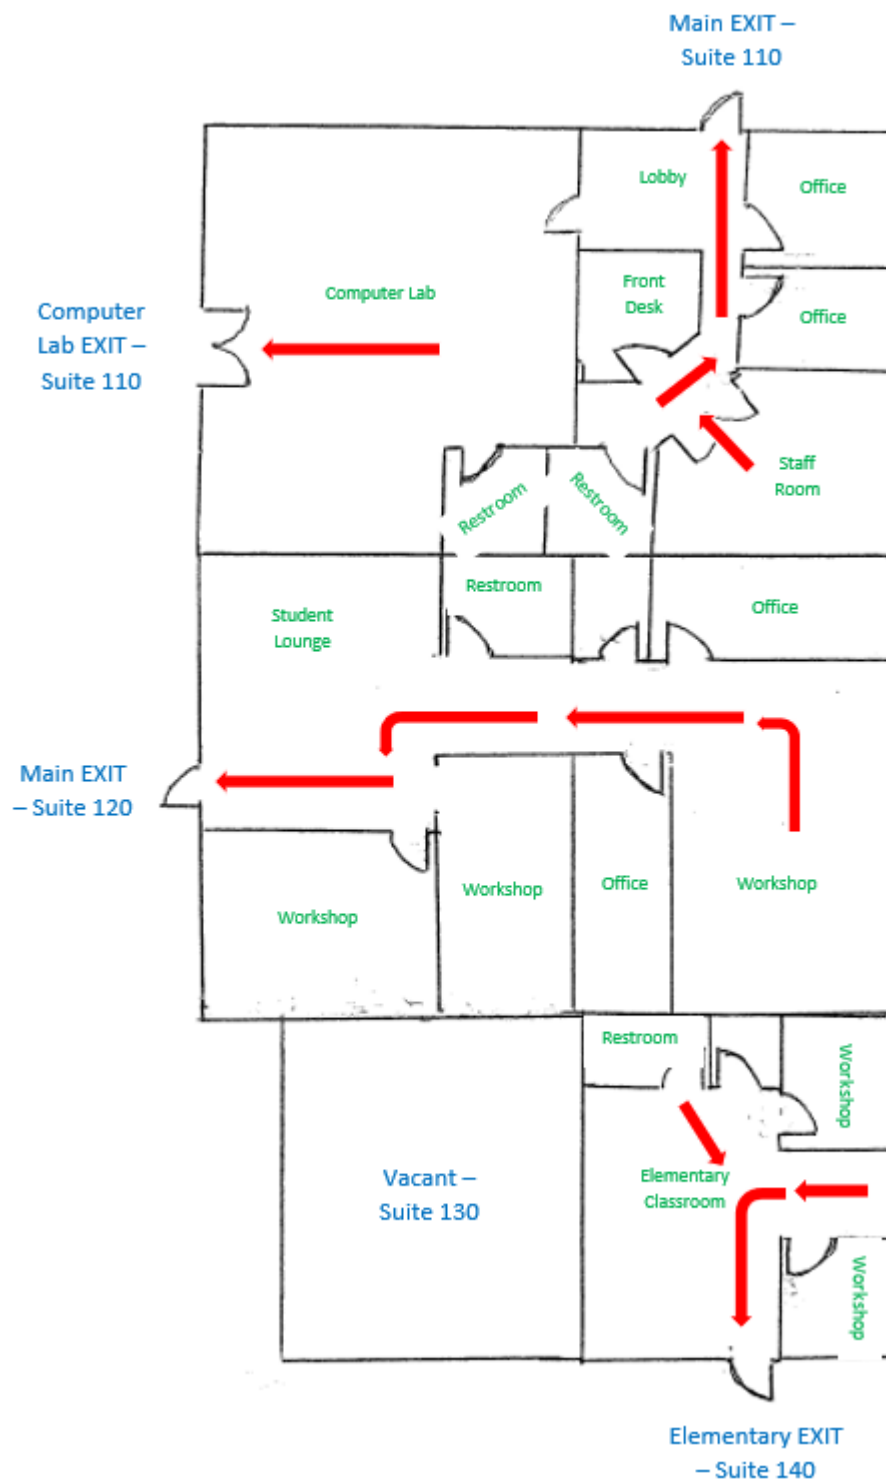 Main EXIT –
Suite 110
Lobby
Office
Computer Lab
Front
Desk
Office
Computer
Lab EXIT –
Suite 110
Staff
Room
Restroom
Restroom
Restroom
Office
Student
Lounge
Main EXIT
– Suite 120
Workshop
Workshop
Office
Workshop
Restroom
Workshop
Vacant –
Suite 130
Elementary
Classroom
Workshop
Elementary EXIT
– Suite 140